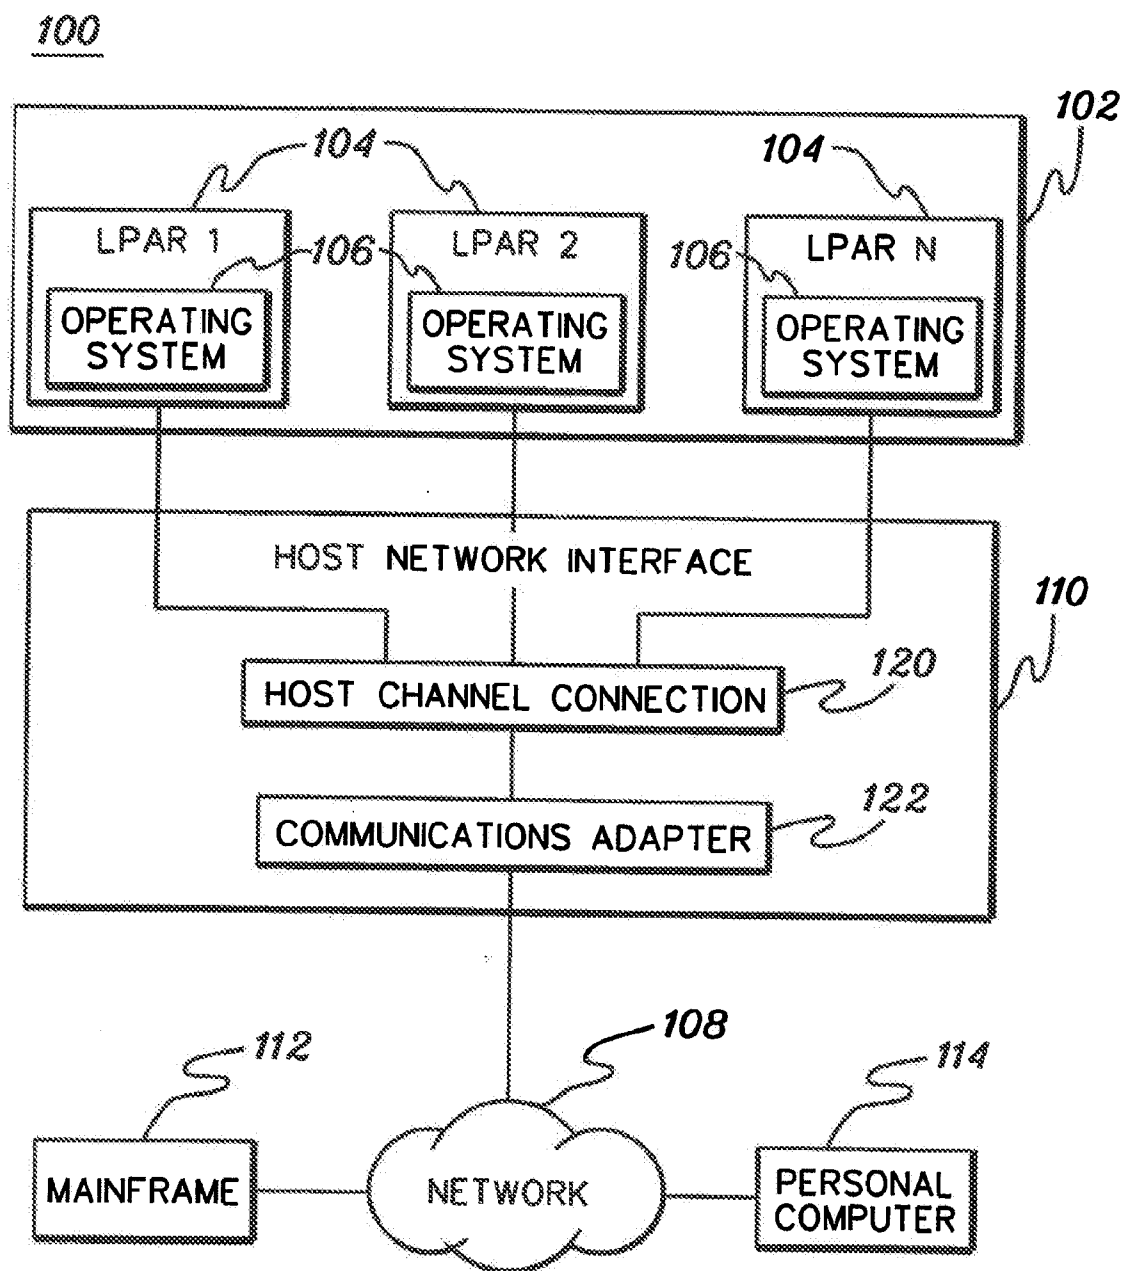 100
102
104
104
LPAR 1
LPAR 2
LPAR N
106
106
OPERATING
SYSTEM
OPERATING
SYSTEM
OPERATING
SYSTEM
HOST NETWORK INTERFACE
110
120
HOST CHANNEL CONNECTION
122
COMMUNICATIONS ADAPTER
108
112
114
MAINFRAME
NETWORK
PERSONAL
COMPUTER